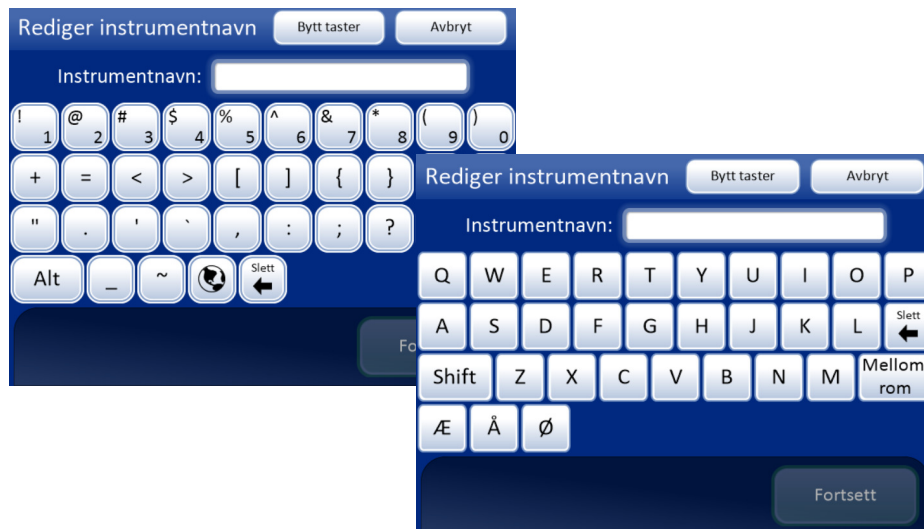 Rediger instrumentnavn Bytt taster Avbryt
Instrumentnavn:
! 1 @ 2 # 3 $ 4 % 5 ^ 6 & 7 * 8 ( 9 ) 0
+ = < > [ ] { }
" . ' ` , : ; ?
Alt _ ~ Slett
Rediger instrumentnavn Bytt taster Avbryt
Instrumentnavn:
Q W E R T Y U I O P
A S D F G H J K L Slett
Shift Z X C V B N M Mellom
rom
Æ Å Ø
Fortsett